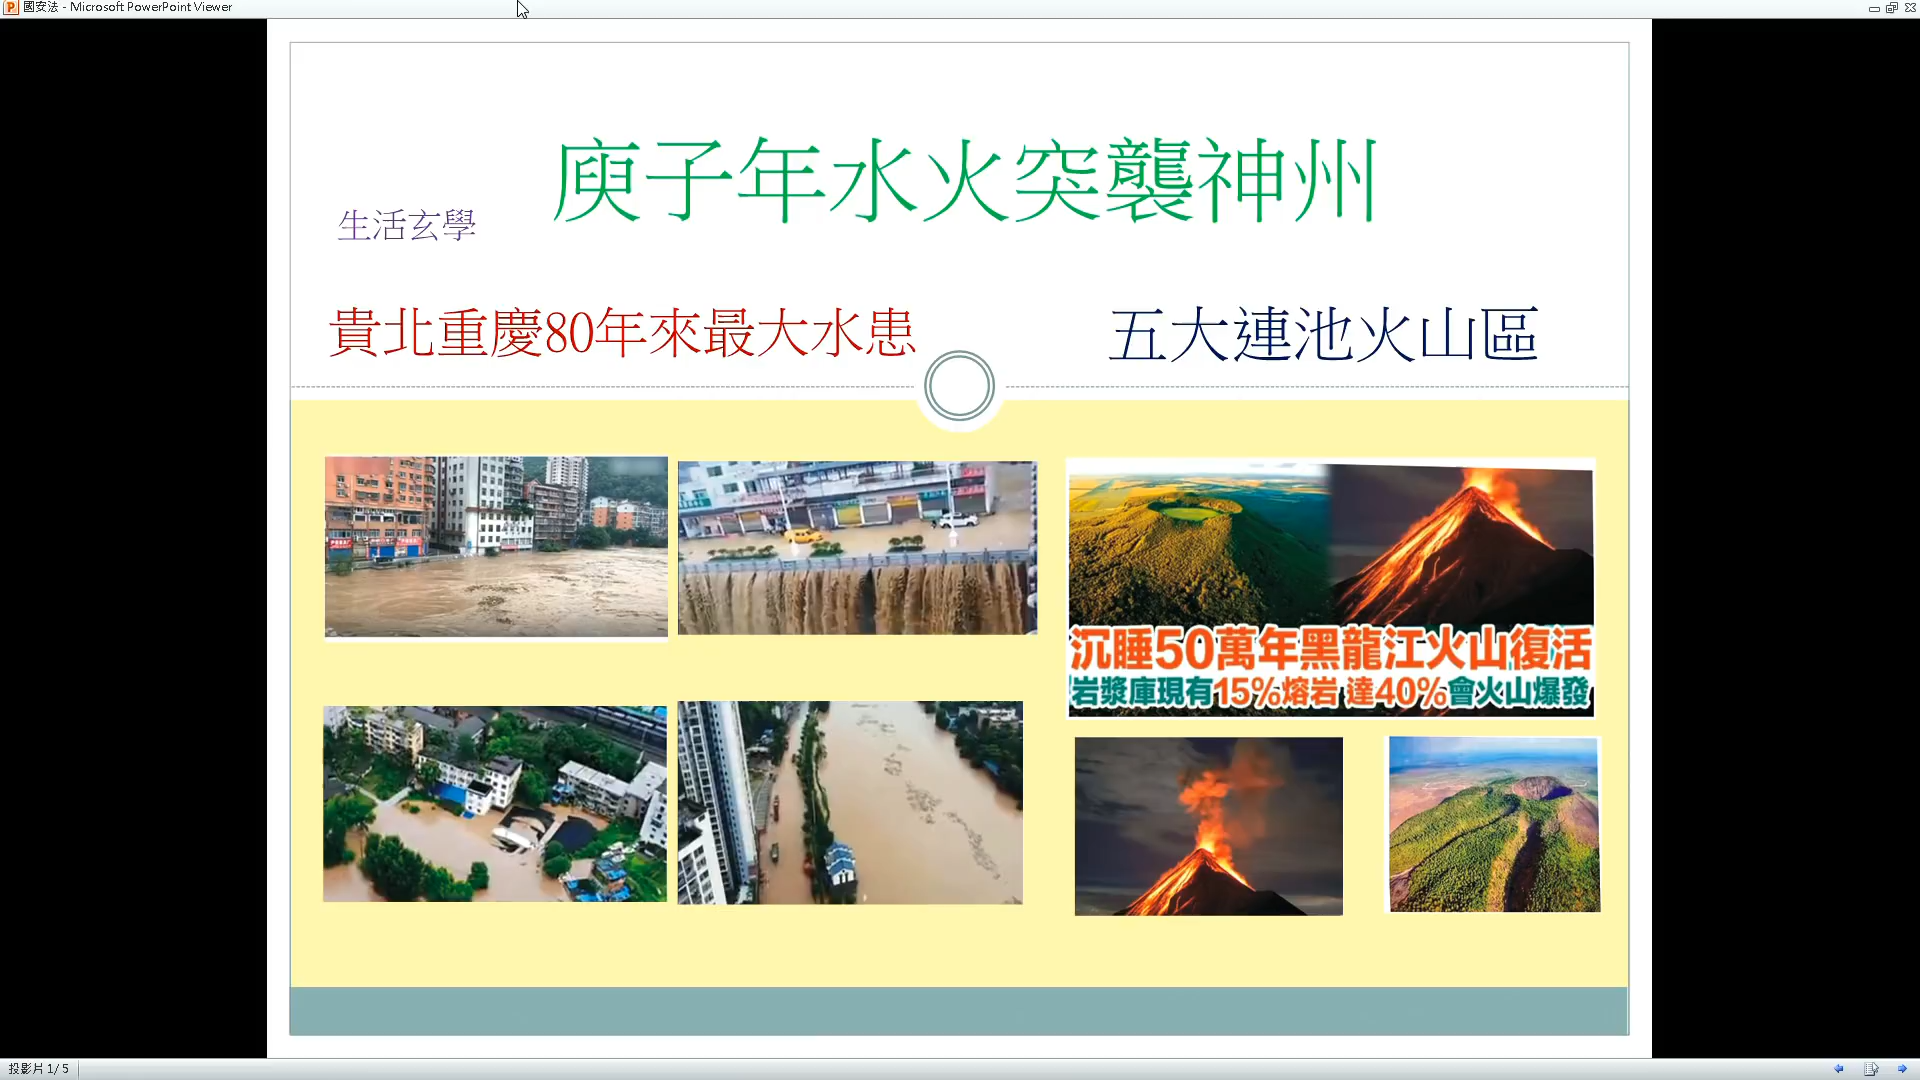 國安法 - Microsoft PowerPoint Viewer
庾子年水火突襲神州
生活玄學
貴北重慶80年來最大水患
五大連池火山區
沉睡50萬年黑龍江火山復活
岩漿庫現有15%熔岩 達40%會火山爆發
投影片 1/ 5